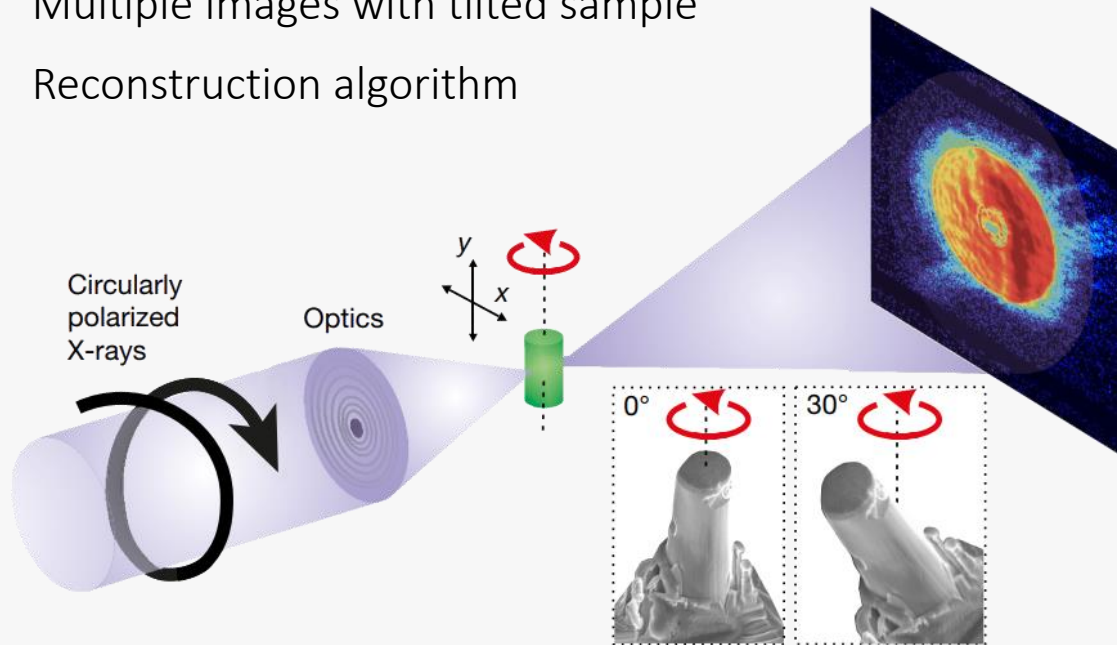 Multiple images with tilted sample
Reconstruction algorithm
y
x
Circularly
polarized
X-rays
Optics
0°
30°